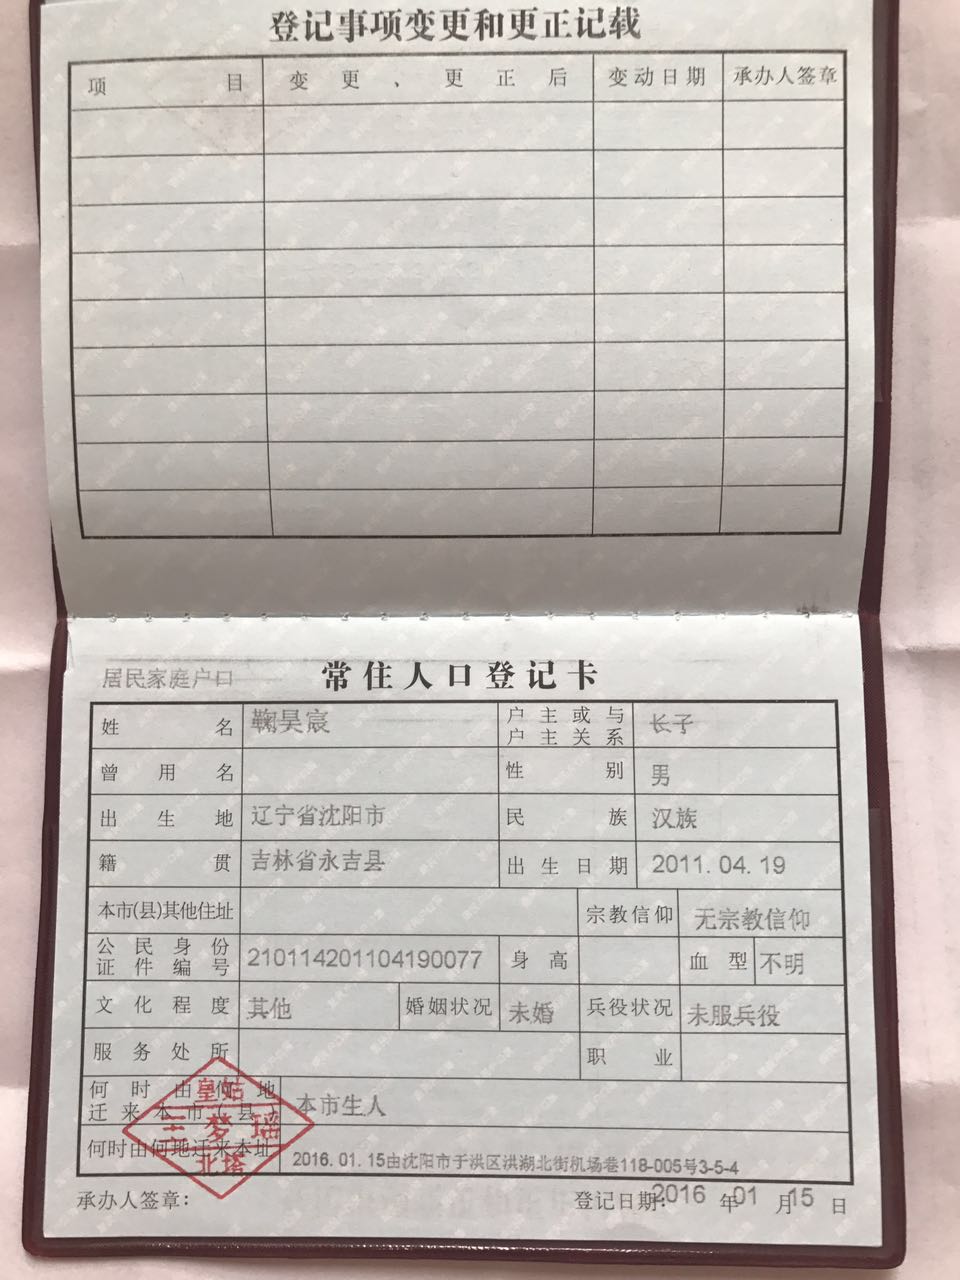 登记事项变更和更正记载
项目 变更、更正后 变动日期 承办人签章
居民家庭户口 常住人口登记卡
姓名 鞠昊宸 户主或与户主关系 长子
曾用名 性别 男
出生地 辽宁省沈阳市 民族 汉族
籍贯 吉林省永吉县 出生日期 2011.04.19
本市(县)其他住址 宗教信仰 无宗教信仰
公民身份证件编号 210114201104190077 身高 血型 不明
文化程度 其他 婚姻状况 未婚 兵役状况 未服兵役
服务处所 职业
何时由何地迁来本市(县) 本市生人
何时由何地迁来本址 2016.01.15由沈阳市于洪区洪湖北街机场巷118-005号3-5-4
皇姑
王梦瑶
北塔
承办人签章: 登记日期:2016年01月15日